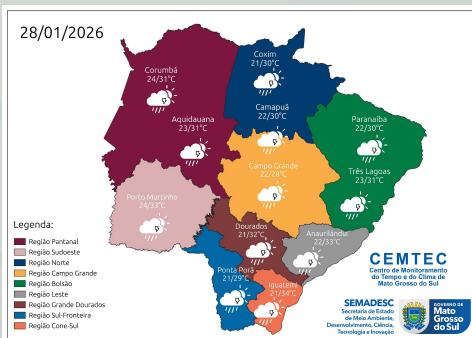 28/01/2026
Coxim
21/30°C
Corumbá
24/31°C
Camapuã
22/30°C
Aquidauana
23/31°C
Paranaíba
22/30°C
Campo Grande
22/28°C
Três Lagoas
23/31°C
Porto Murtinho
24/33°C
Dourados
21/32°C
Anaurilândia
22/33°C
Ponta Porã
21/29°C
Iguatemi
21/34°C
Legenda:
Região Pantanal
Região Sudoeste
Região Norte
Região Campo Grande
Região Bolsão
Região Leste
Região Grande Dourados
Região Sul-Fronteira
Região Cone-Sul
CEMTEC
Centro de Monitoramento
do Tempo e do Clima de
Mato Grosso do Sul
SEMADESC
Secretaria de Estado
de Meio Ambiente,
Desenvolvimento, Ciência,
Tecnologia e Inovação
GOVERNO DE
Mato
Grosso
do Sul